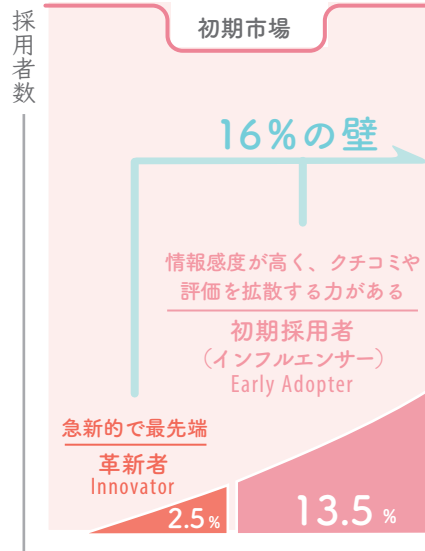 採用者数
初期市場
16%の壁
情報感度が高く、クチコミや
評価を拡散する力がある
初期採用者
（インフルエンサー）
Early Adopter
急新的で最先端
革新者
Innovator
2.5%
13.5%